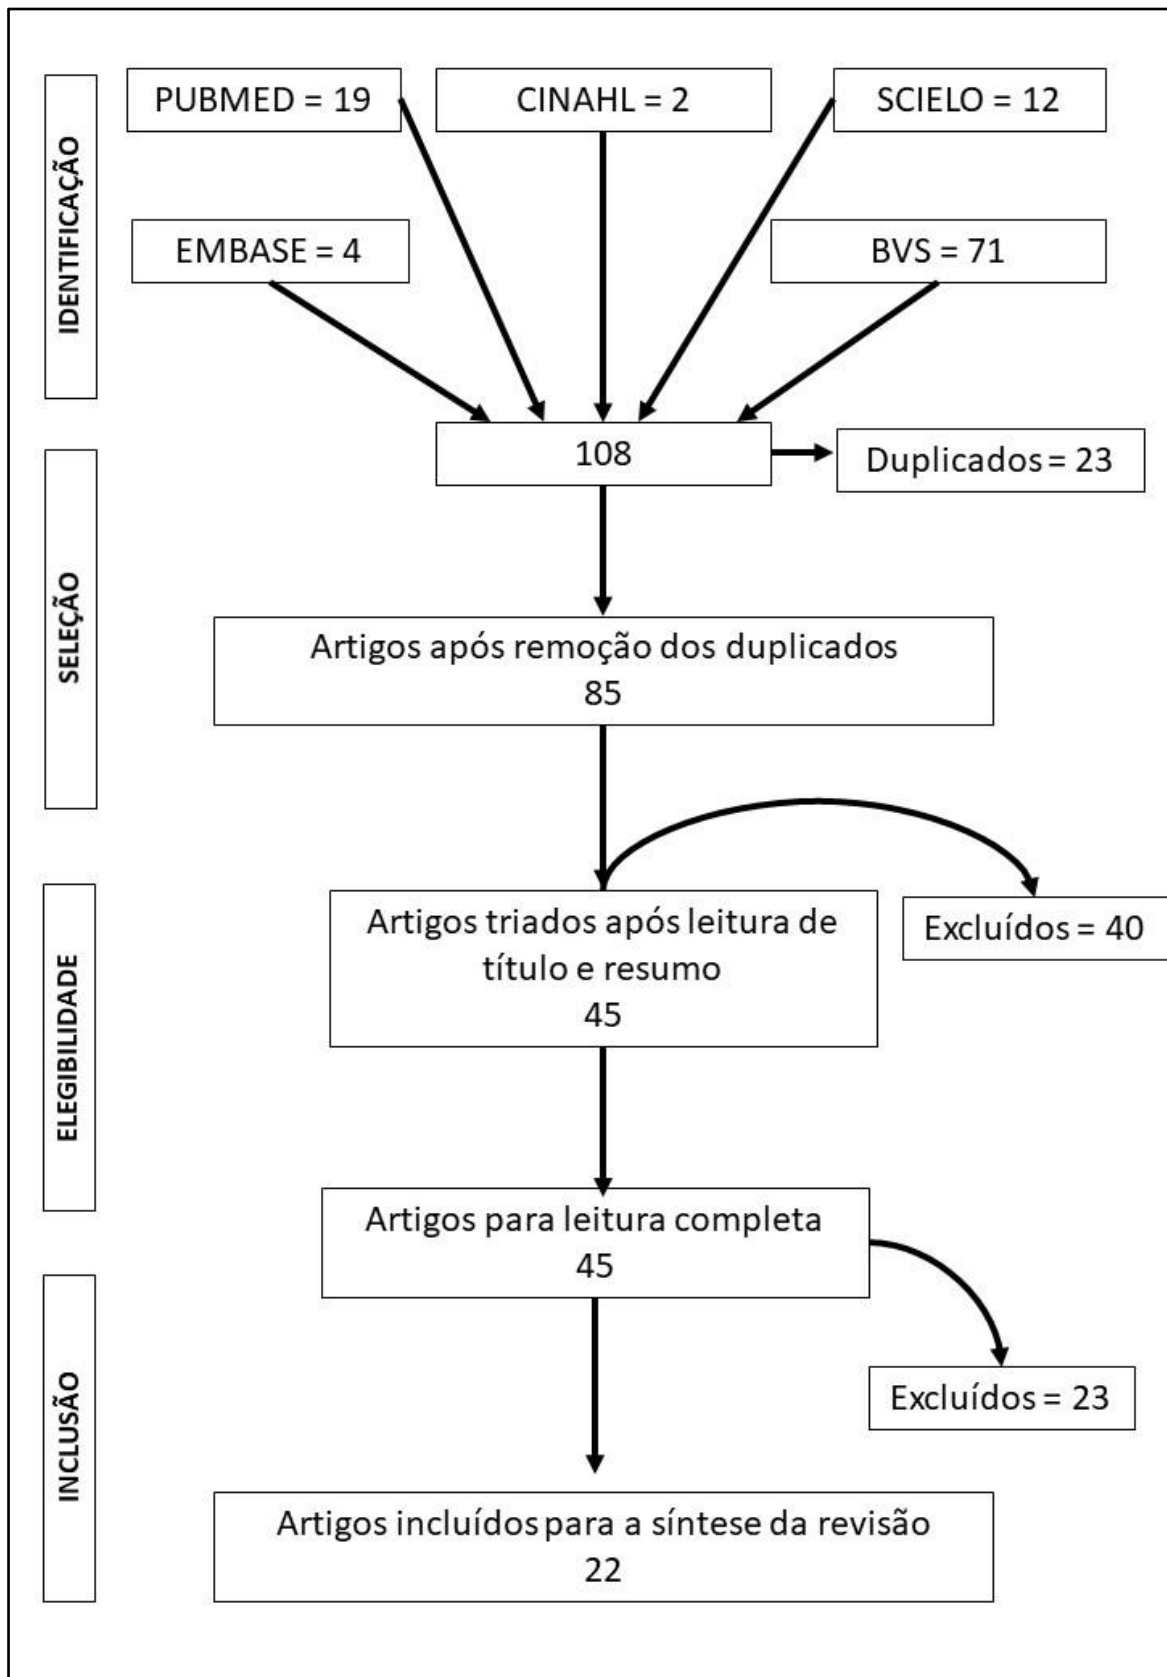 IDENTIFICAÇÃO
PUBMED = 19
CINAHL = 2
SCIELO = 12
EMBASE = 4
BVS = 71
108
Duplicados = 23
SELEÇÃO
Artigos após remoção dos duplicados
85
ELEGIBILIDADE
Artigos triados após leitura de
título e resumo
45
Excluídos = 40
Artigos para leitura completa
45
INCLUSÃO
Excluídos = 23
Artigos incluídos para a síntese da revisão
22